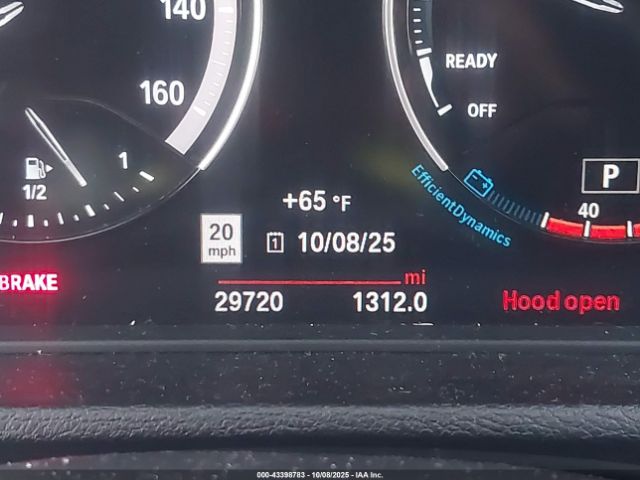 140
160
READY
OFF
1/2
1
EfficientDynamics
P
40
+65 °F
20
mph
1
10/08/25
BRAKE
mi
29720 1312.0
Hood open
000-43398783 - 10/08/2025 - © IAA Inc.